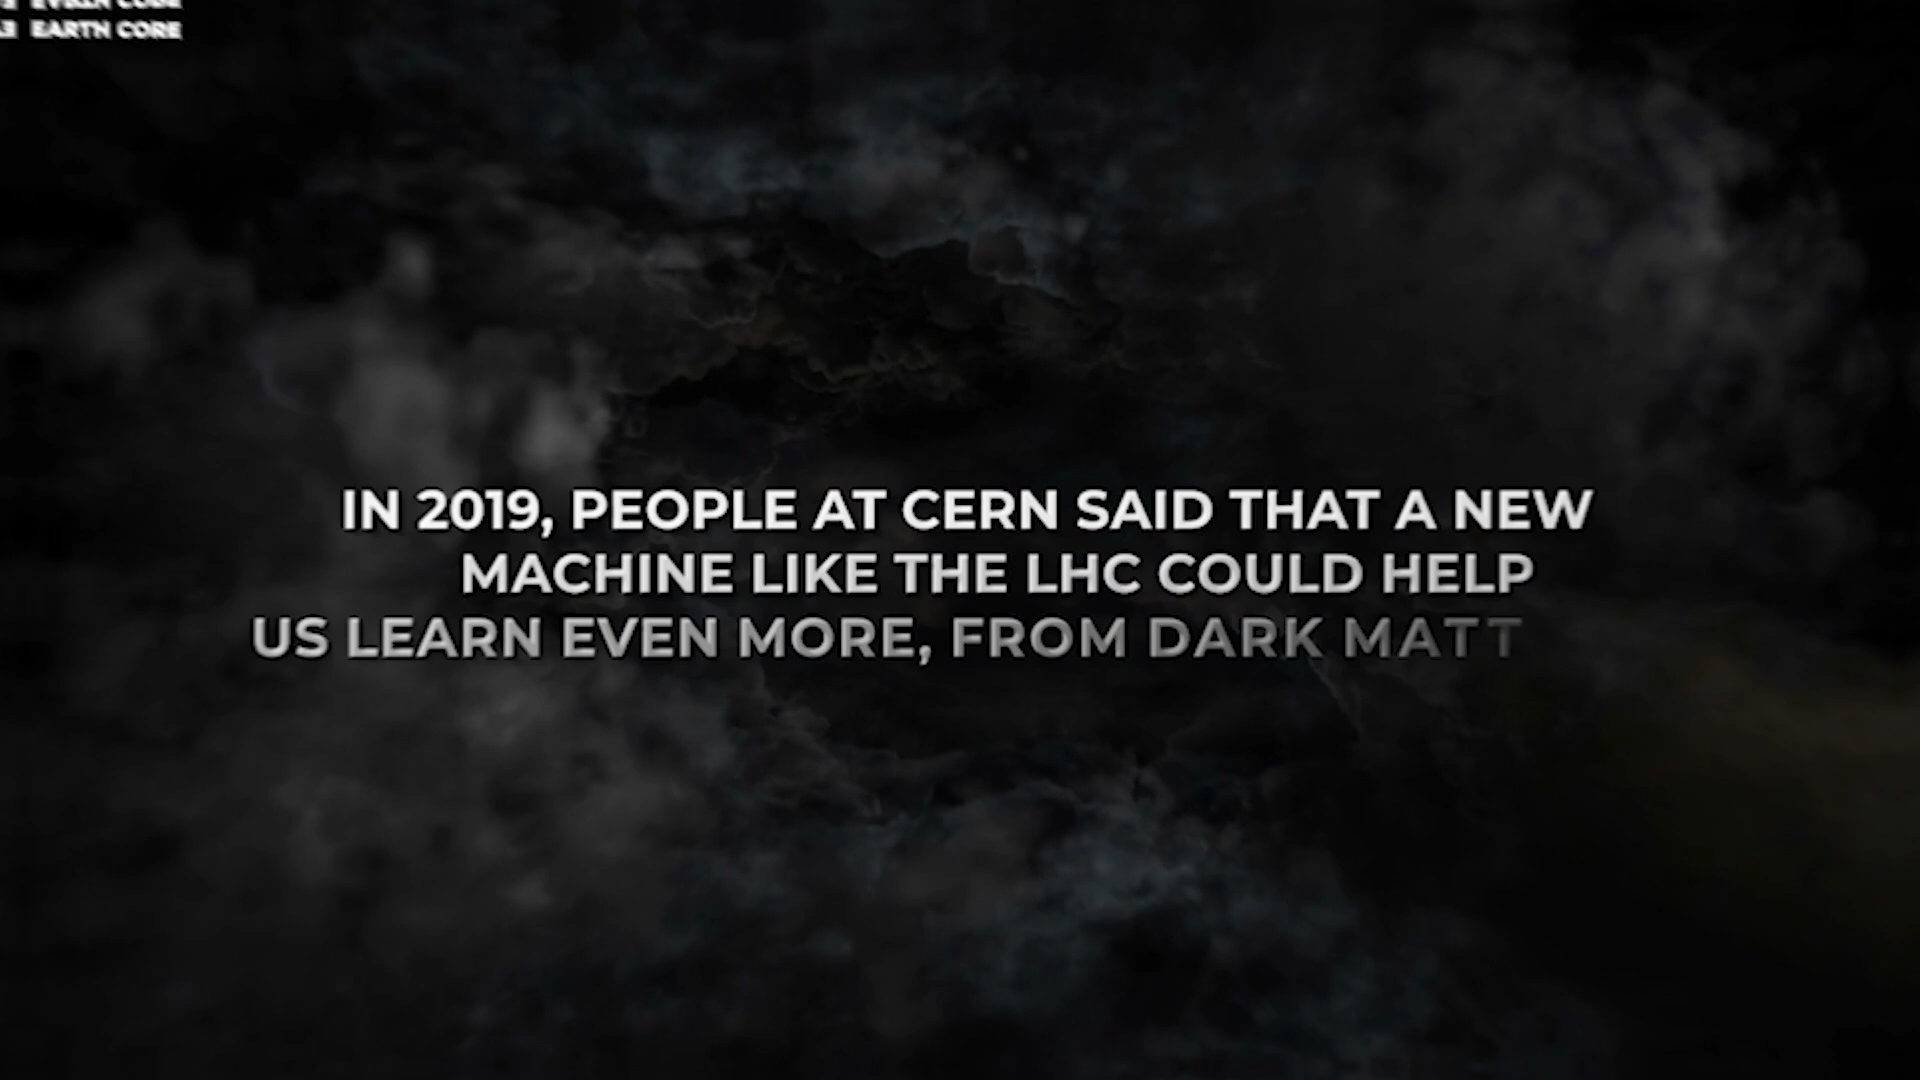 EARTH CORE
IN 2019, PEOPLE AT CERN SAID THAT A NEW
MACHINE LIKE THE LHC COULD HELP
US LEARN EVEN MORE, FROM DARK MATT